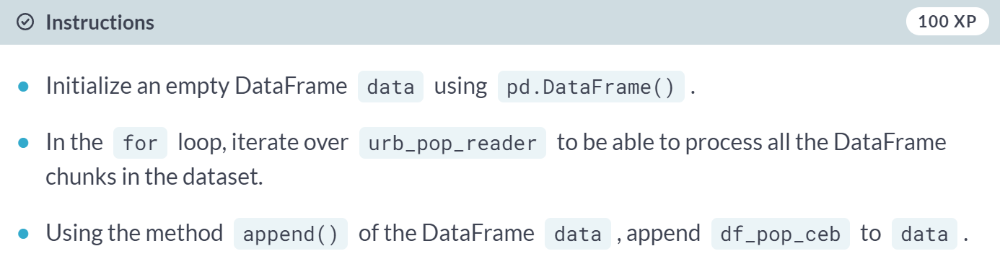 Instructions
100 XP
Initialize an empty DataFrame data using pd.DataFrame() .
In the for loop, iterate over urb_pop_reader to be able to process all the DataFrame
chunks in the dataset.
Using the method append() of the DataFrame data , append df_pop_ceb to data .